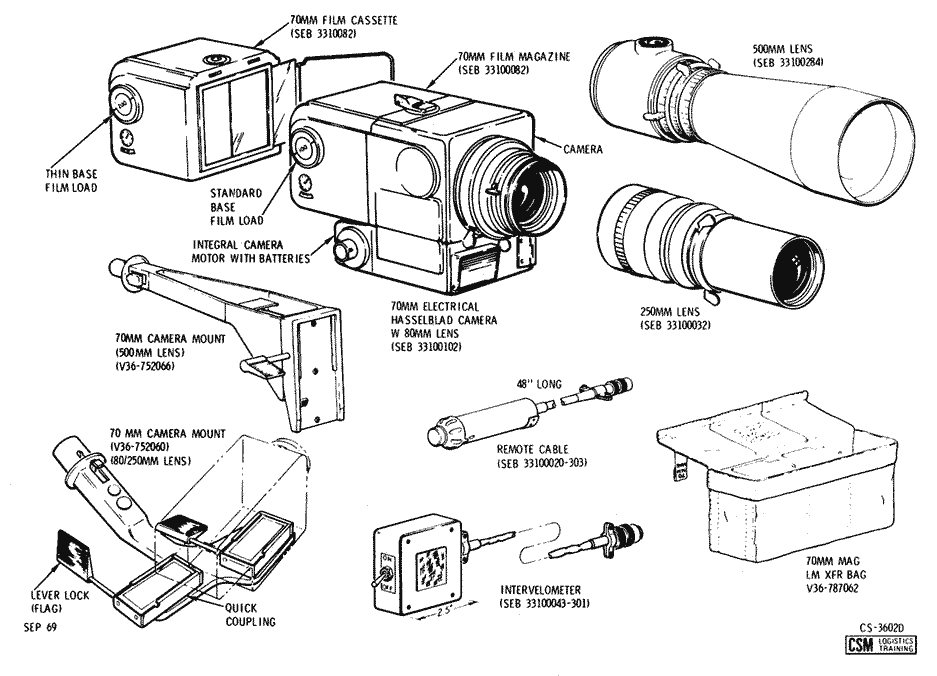 70MM FILM CASSETTE
(SEB 3310082)
70MM FILM MAGAZINE
(SEB 33100082)
500MM LENS
(SEB 33100284)
CAMERA
THIN BASE
FILM LOAD
STANDARD
BASE
FILM LOAD
INTEGRAL CAMERA
MOTOR WITH BATTERIES
70MM ELECTRICAL
HASSELBLAD CAMERA
W 80MM LENS
(SEB 33100102)
250MM LENS
(SEB 33100032)
70MM CAMERA MOUNT
(500MM LENS)
(V36-752066)
48" LONG
REMOTE CABLE
(SEB 33100020-303)
70 MM CAMERA MOUNT
(V36-752060)
(80/250MM LENS)
ON
OFF
2.5'
INTERVELOMETER
(SEB 33100043-301)
70MM MAG
LM XFR BAG
V36-787062
LEVER LOCK
(FLAG)
QUICK
COUPLING
SEP 69
CS-3602D
CSM LOGISTICS
TRAINING